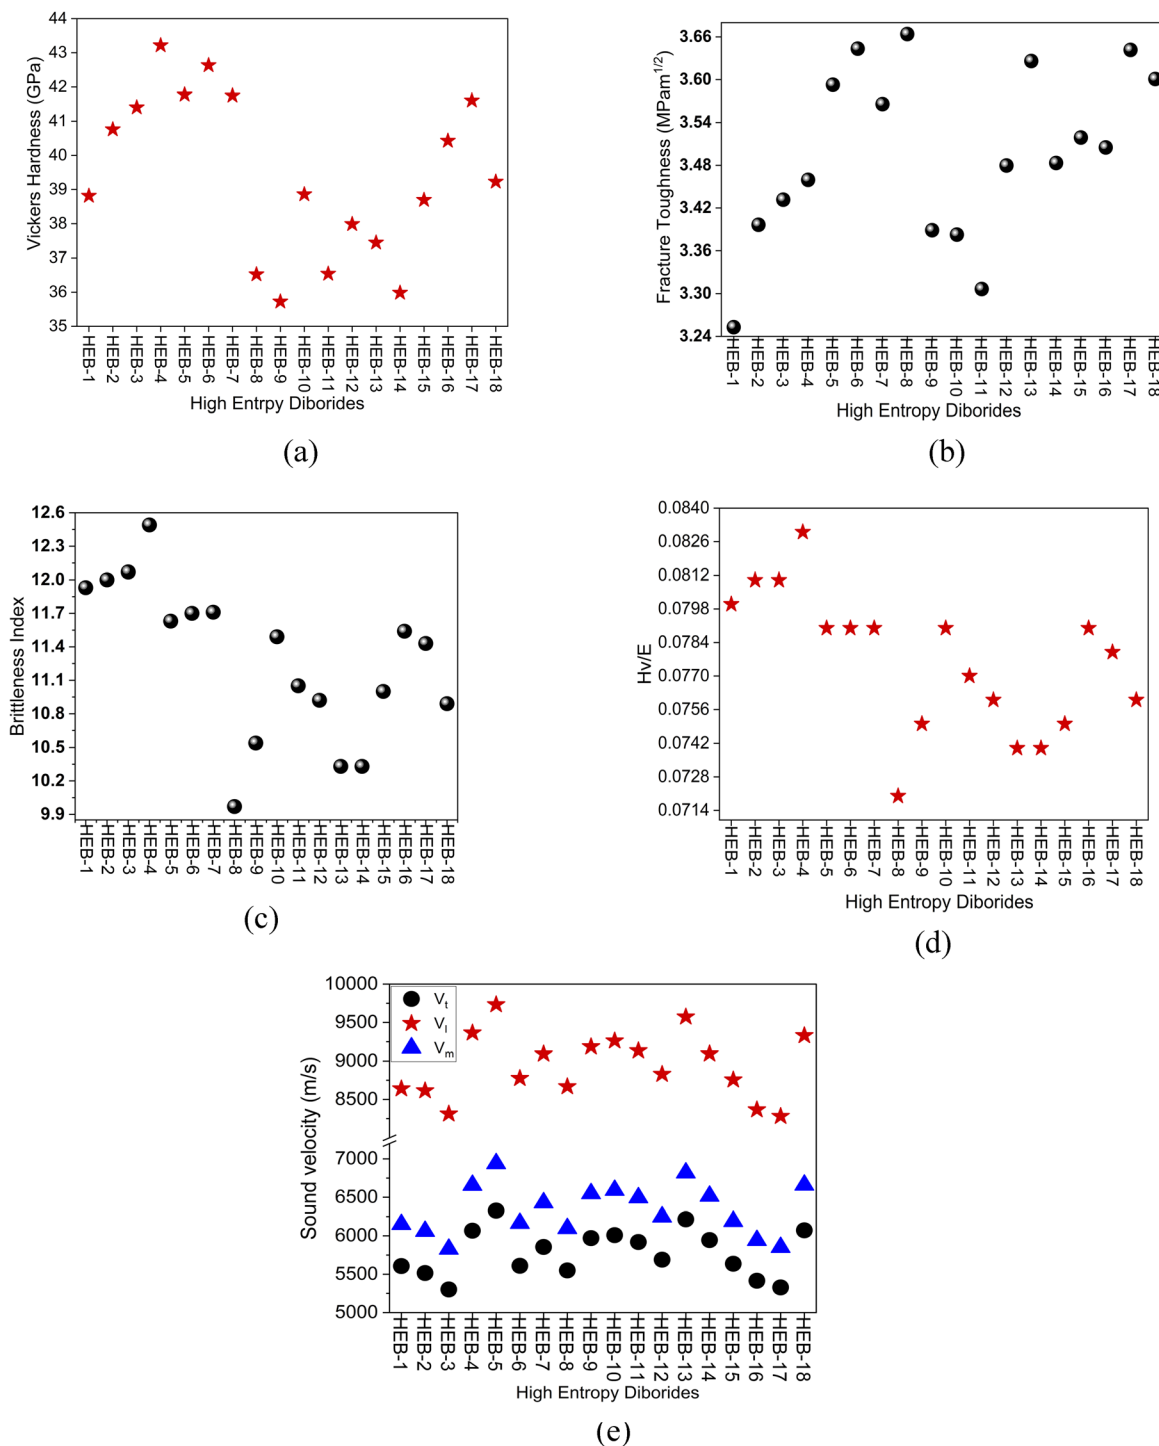 44
43
42
41
40
39
38
37
36
35
Vickers Hardness (GPa)
HEB-1
HEB-2
HEB-3
HEB-4
HEB-5
HEB-6
HEB-7
HEB-8
HEB-9
HEB-10
HEB-11
HEB-12
HEB-13
HEB-14
HEB-15
HEB-16
HEB-17
HEB-18
High Entrpy Diborides
(a)
3.66
3.60
3.54
3.48
3.42
3.36
3.30
3.24
Fracture Toughness (MPam1/2)
HEB-1
HEB-2
HEB-3
HEB-4
HEB-5
HEB-6
HEB-7
HEB-8
HEB-9
HEB-10
HEB-11
HEB-12
HEB-13
HEB-14
HEB-15
HEB-16
HEB-17
HEB-18
High Entropy Diborides
(b)
12.6
12.3
12.0
11.7
11.4
11.1
10.8
10.5
10.2
9.9
Brittleness Index
HEB-1
HEB-2
HEB-3
HEB-4
HEB-5
HEB-6
HEB-7
HEB-8
HEB-9
HEB-10
HEB-11
HEB-12
HEB-13
HEB-14
HEB-15
HEB-16
HEB-17
HEB-18
High Entropy Diborides
(c)
0.0840
0.0826
0.0812
0.0798
0.0784
0.0770
0.0756
0.0742
0.0728
0.0714
Hv/E
HEB-1
HEB-2
HEB-3
HEB-4
HEB-5
HEB-6
HEB-7
HEB-8
HEB-9
HEB-10
HEB-11
HEB-12
HEB-13
HEB-14
HEB-15
HEB-16
HEB-17
HEB-18
High Entropy Diborides
(d)
10000
9500
9000
8500
7000
6500
6000
5500
5000
Sound velocity (m/s)
Vt
Vl
Vm
HEB-1
HEB-2
HEB-3
HEB-4
HEB-5
HEB-6
HEB-7
HEB-8
HEB-9
HEB-10
HEB-11
HEB-12
HEB-13
HEB-14
HEB-15
HEB-16
HEB-17
HEB-18
High Entropy Diborides
(e)